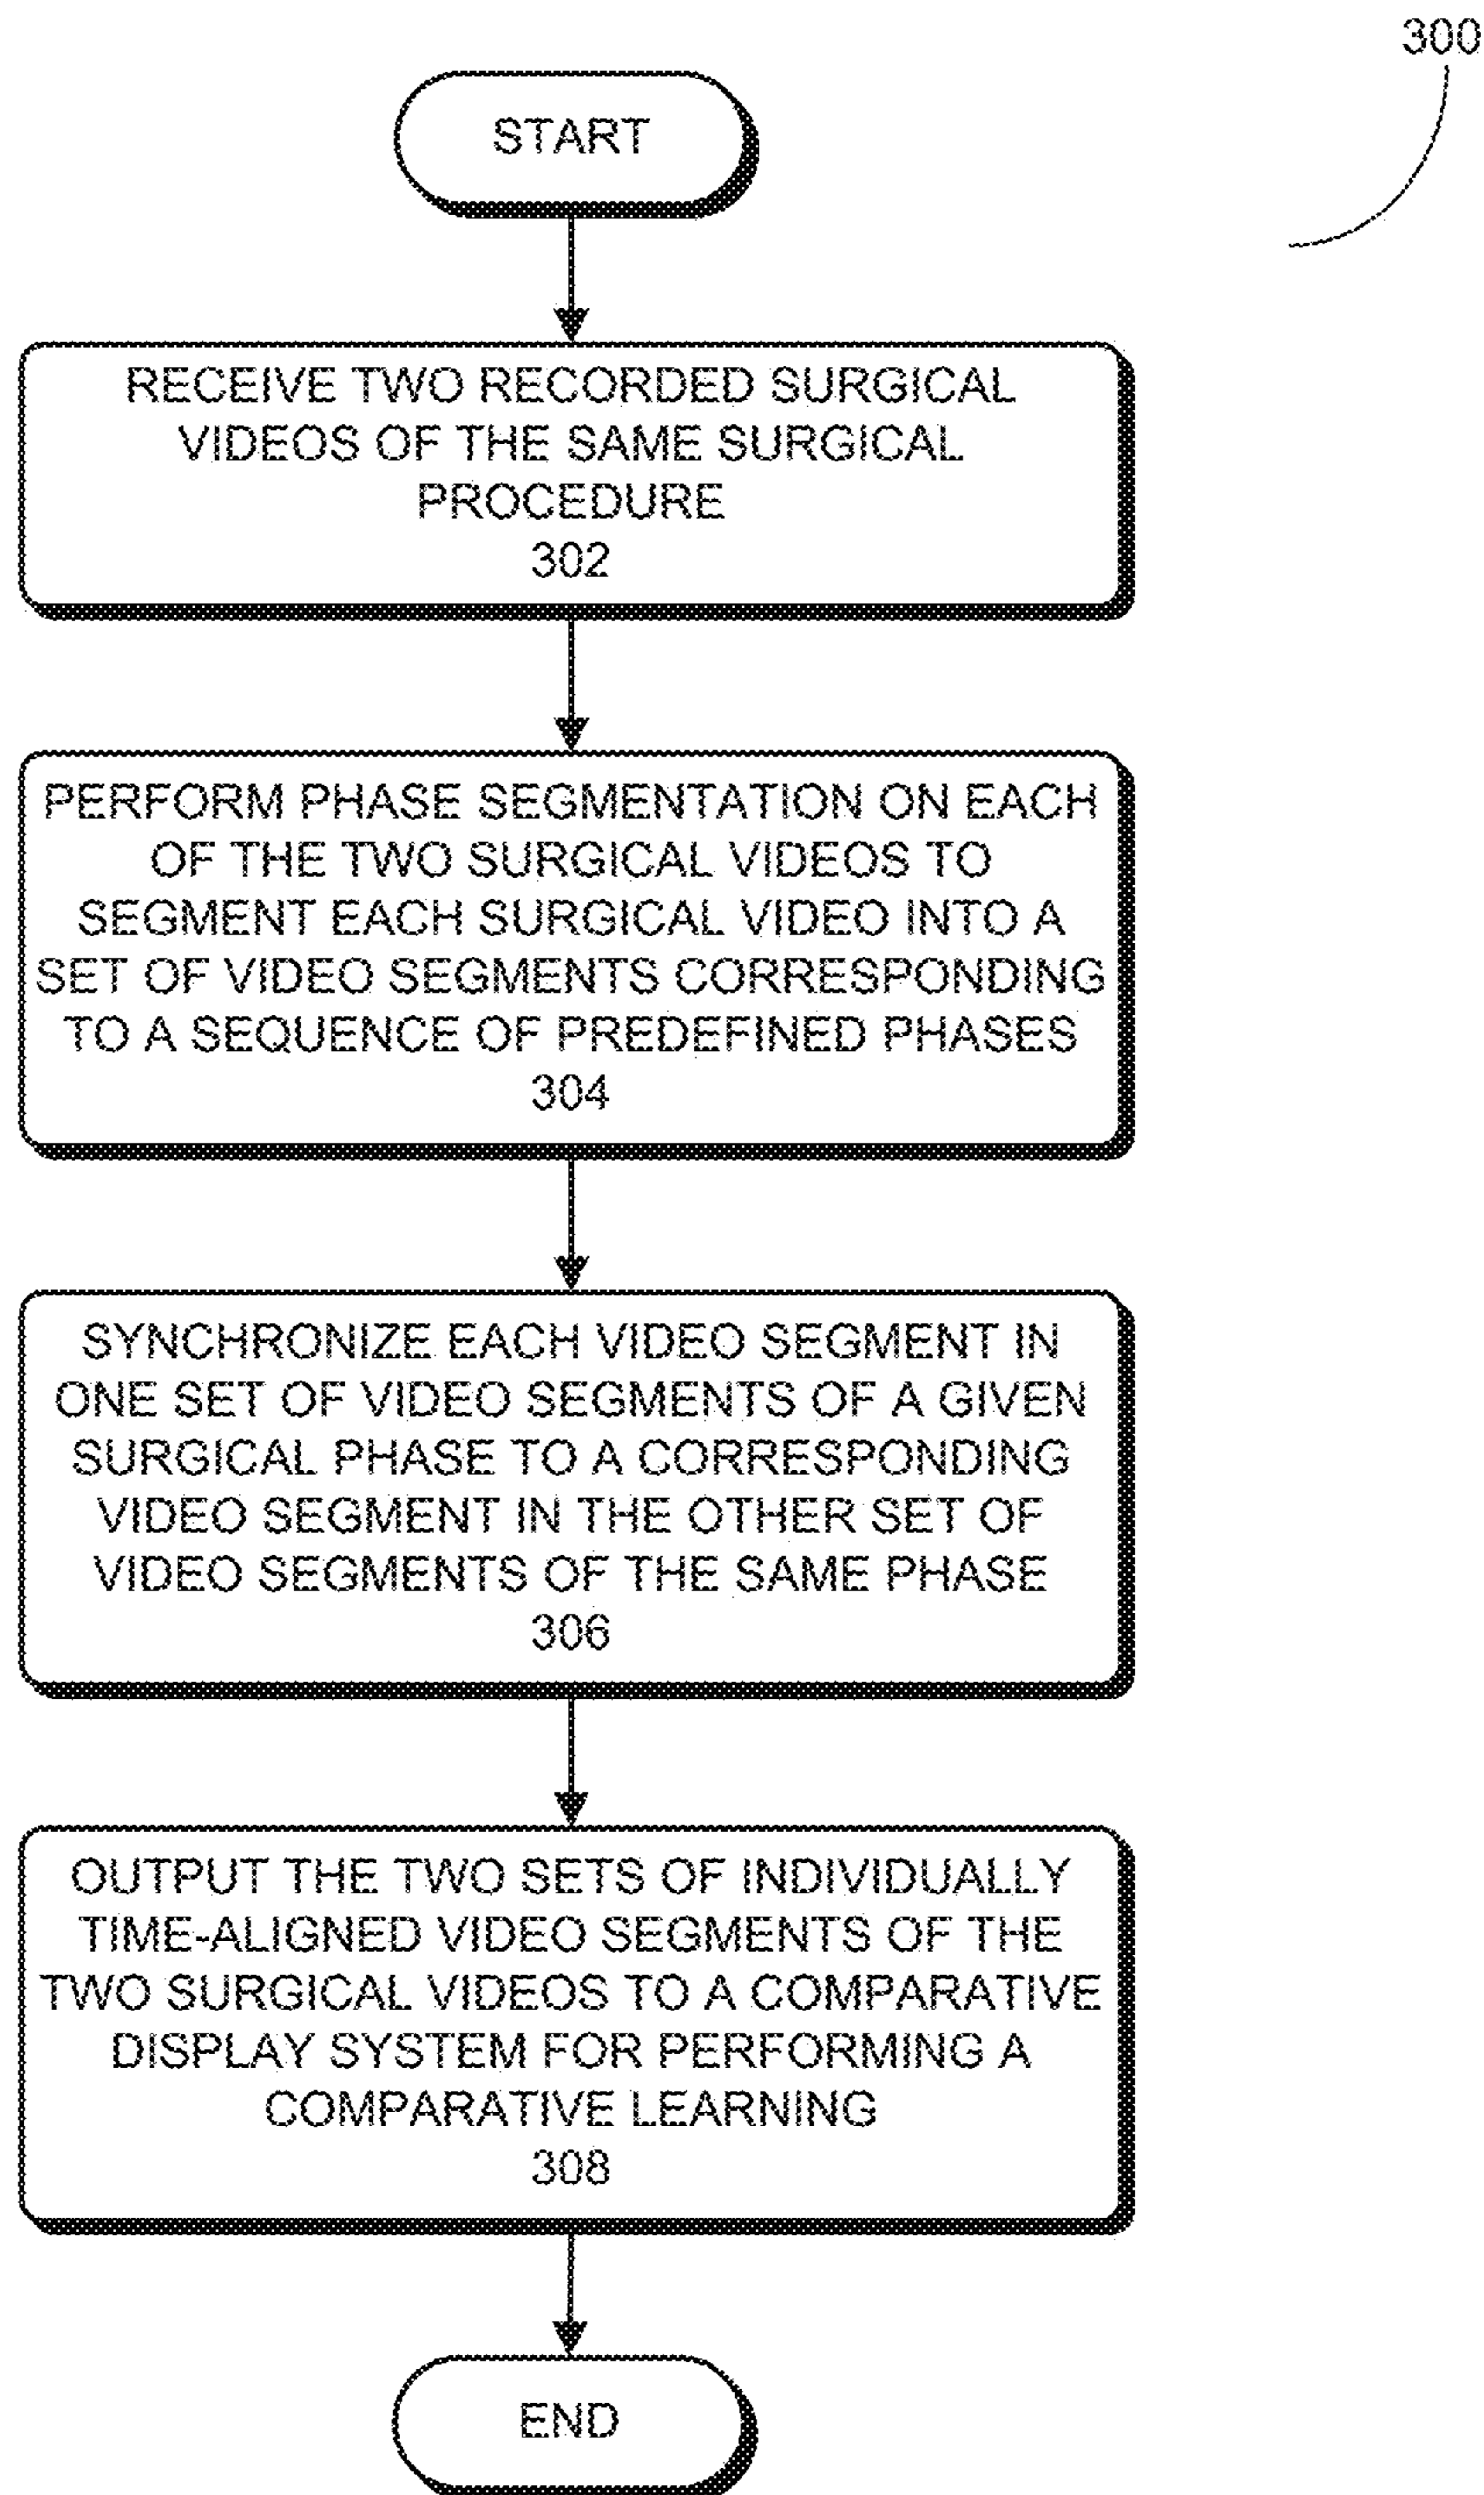 300
START
RECEIVE TWO RECORDED SURGICAL
VIDEOS OF THE SAME SURGICAL
PROCEDURE
302
PERFORM PHASE SEGMENTATION ON EACH
OF THE TWO SURGICAL VIDEOS TO
SEGMENT EACH SURGICAL VIDEO INTO A
SET OF VIDEO SEGMENTS CORRESPONDING
TO A SEQUENCE OF PREDEFINED PHASES
304
SYNCHRONIZE EACH VIDEO SEGMENT IN
ONE SET OF VIDEO SEGMENTS OF A GIVEN
SURGICAL PHASE TO A CORRESPONDING
VIDEO SEGMENT IN THE OTHER SET OF
VIDEO SEGMENTS OF THE SAME PHASE
306
OUTPUT THE TWO SETS OF INDIVIDUALLY
TIME-ALIGNED VIDEO SEGMENTS OF THE
TWO SURGICAL VIDEOS TO A COMPARATIVE
DISPLAY SYSTEM FOR PERFORMING A
COMPARATIVE LEARNING
308
END